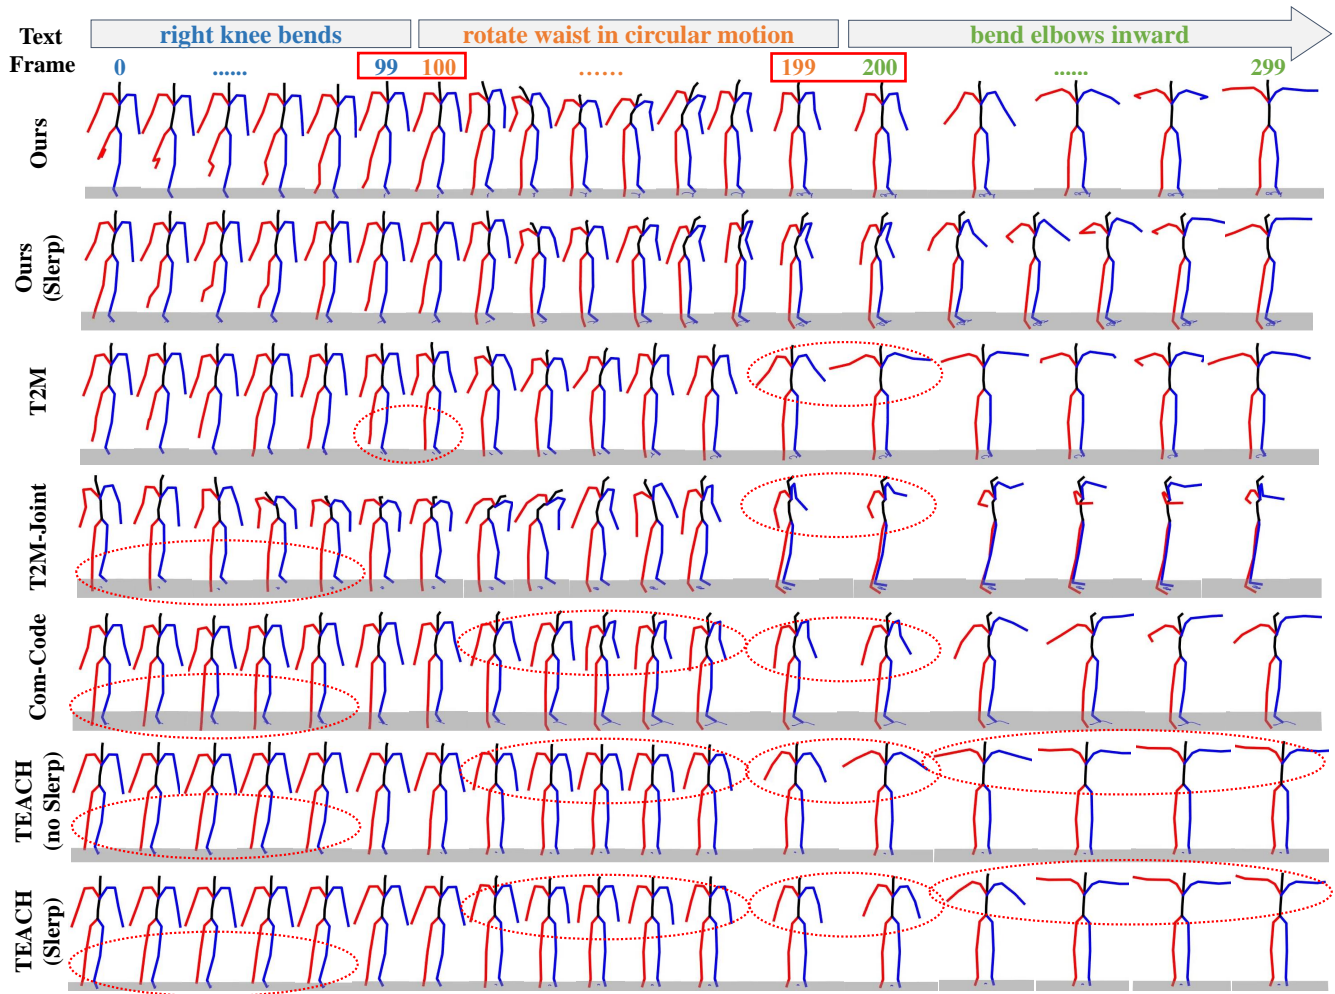 Text right knee bends rotate waist in circular motion bend elbows inward
Frame 0 ...... 99 100 ...... 199 200 ...... 299
Ours
Ours
(Slerp)
T2M
T2M-Joint
Com-Code
TEACH
(no Slerp)
TEACH
(Slerp)